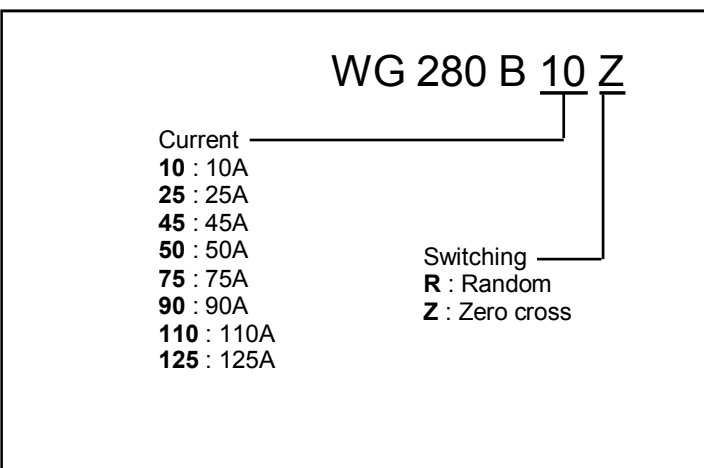 WG 280 B 10 Z
Current
10 : 10A
25 : 25A
45 : 45A
50 : 50A
75 : 75A
90 : 90A
110 : 110A
125 : 125A
Switching
R : Random
Z : Zero cross